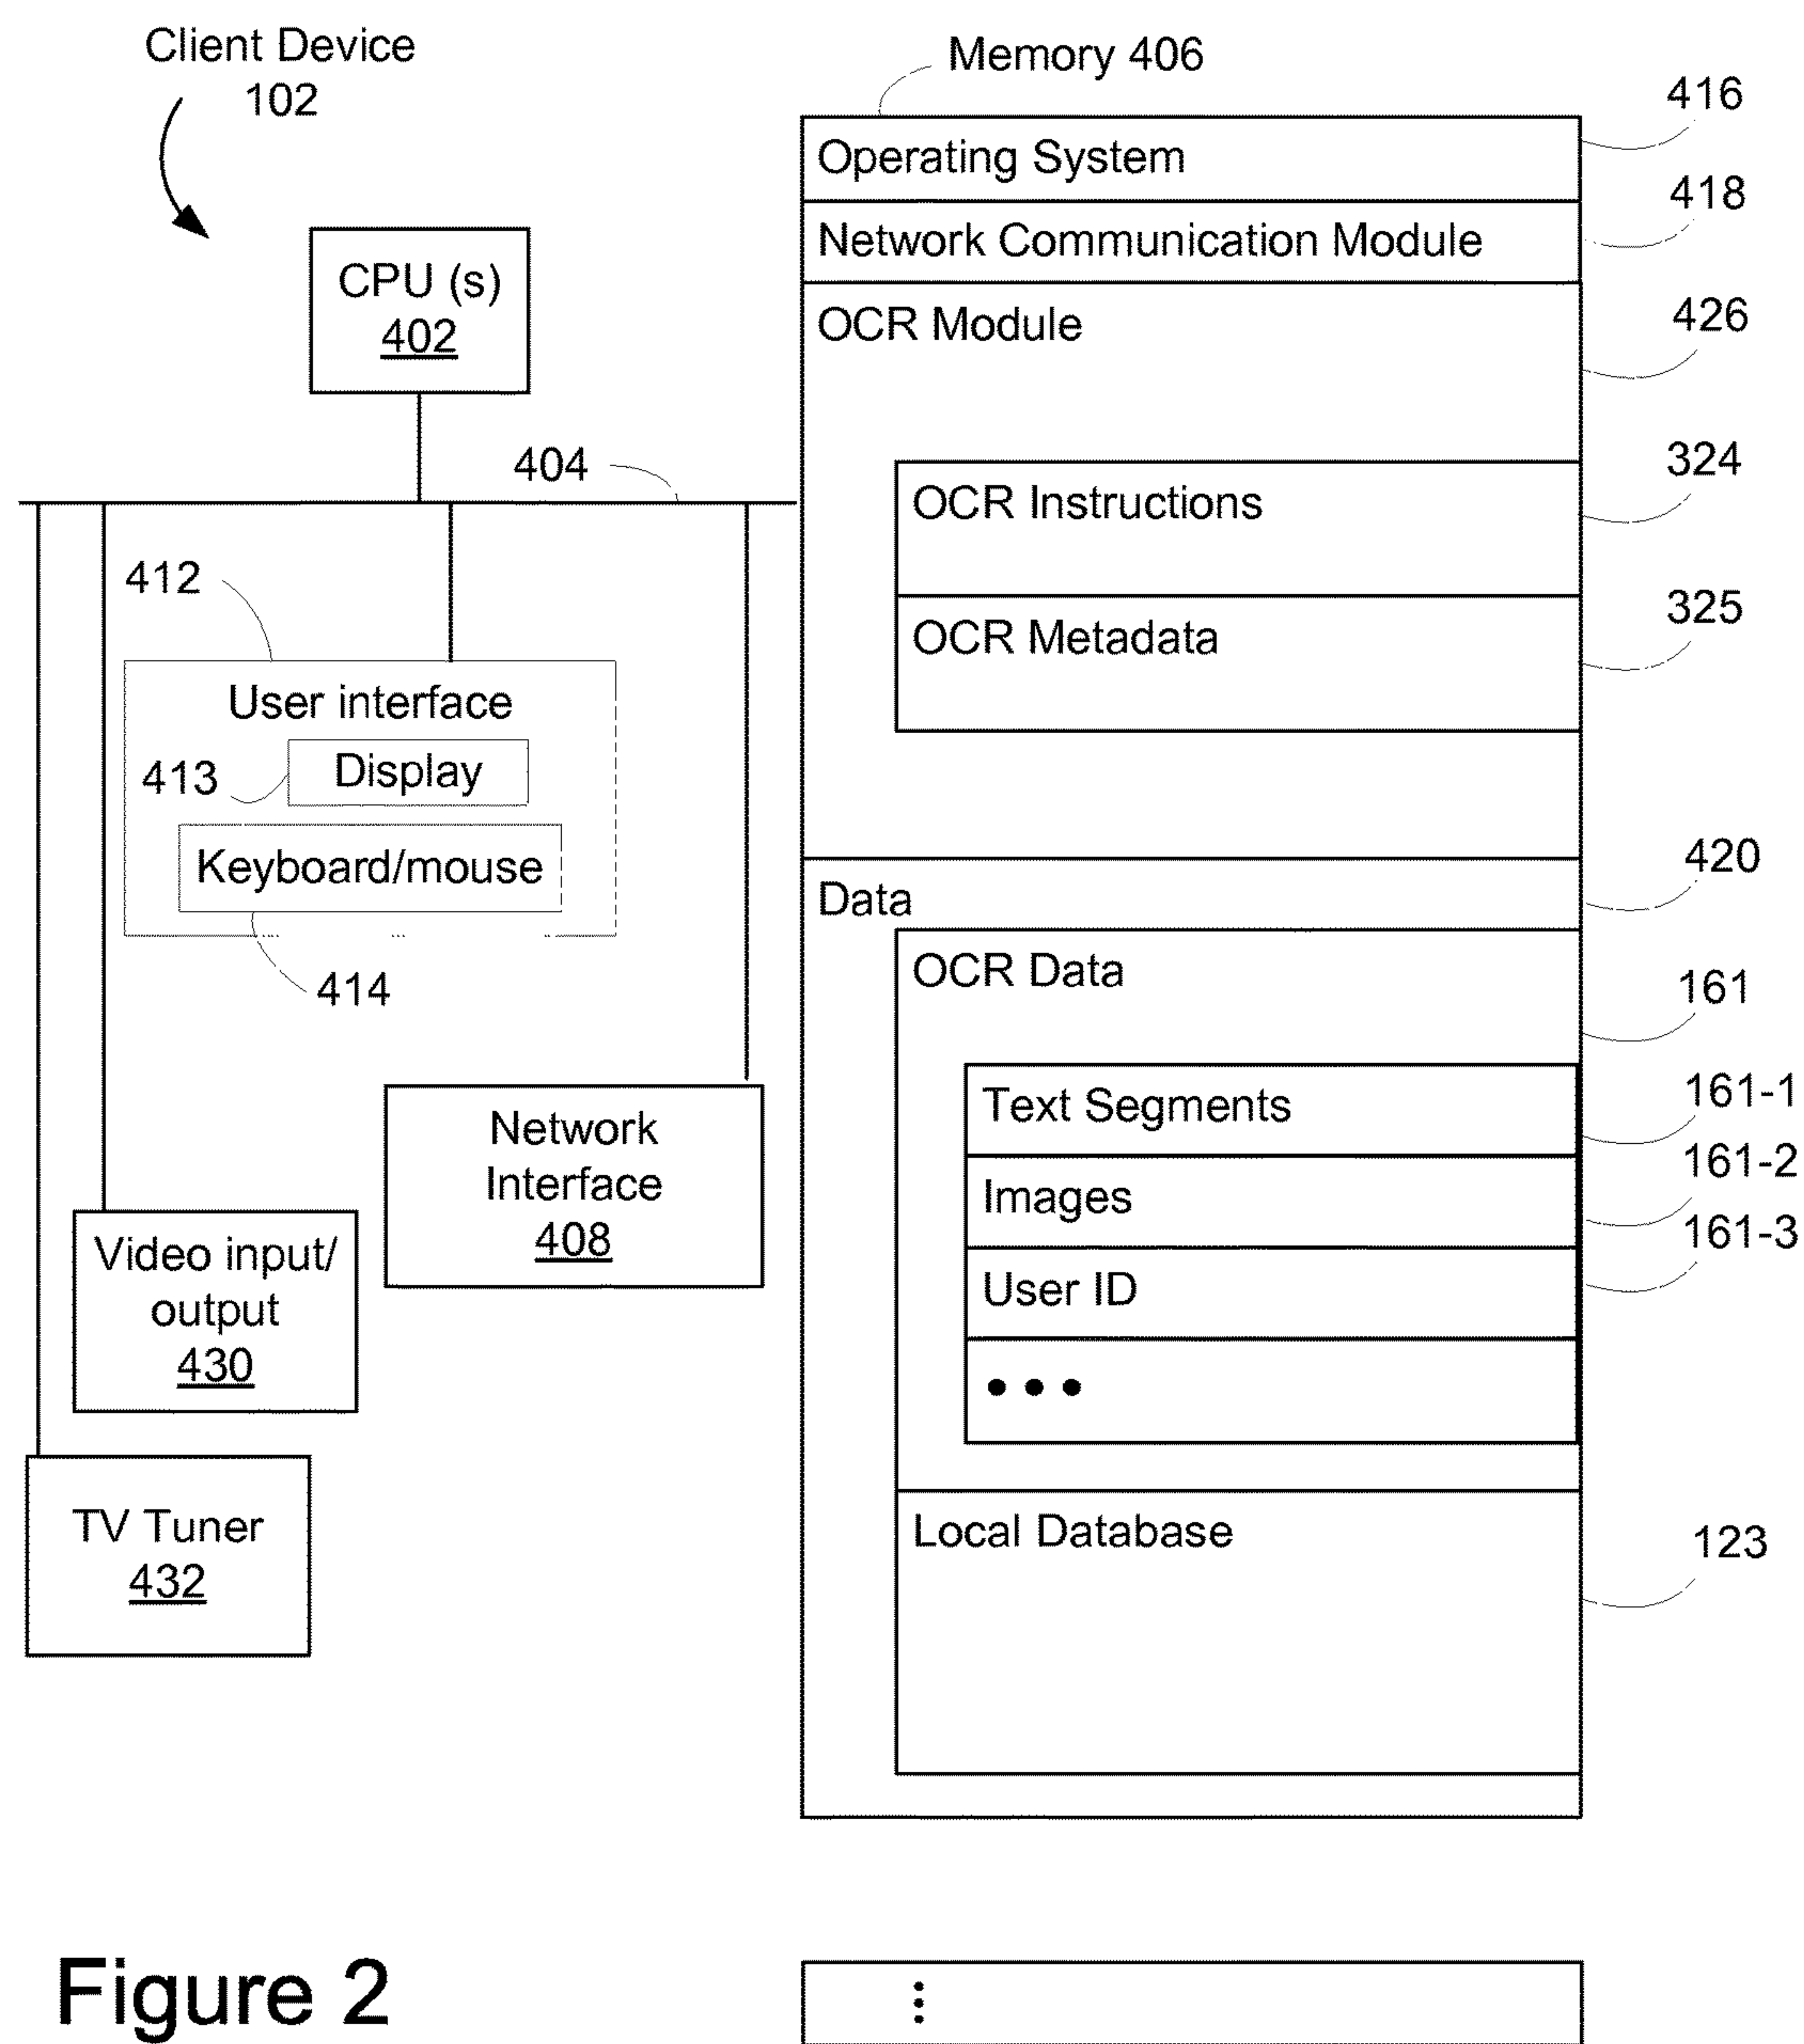 Client Device
102
Memory 406
416
Operating System
418
Network Communication Module
CPU (s)
402
426
OCR Module
404
324
OCR Instructions
412
325
OCR Metadata
User interface
413
Display
Keyboard/mouse
414
420
Data
OCR Data
161
Text Segments
161-1
Images
161-2
User ID
161-3
• • •
Network
Interface
408
Video input/
output
430
TV Tuner
432
Local Database
123
Figure 2
⋮